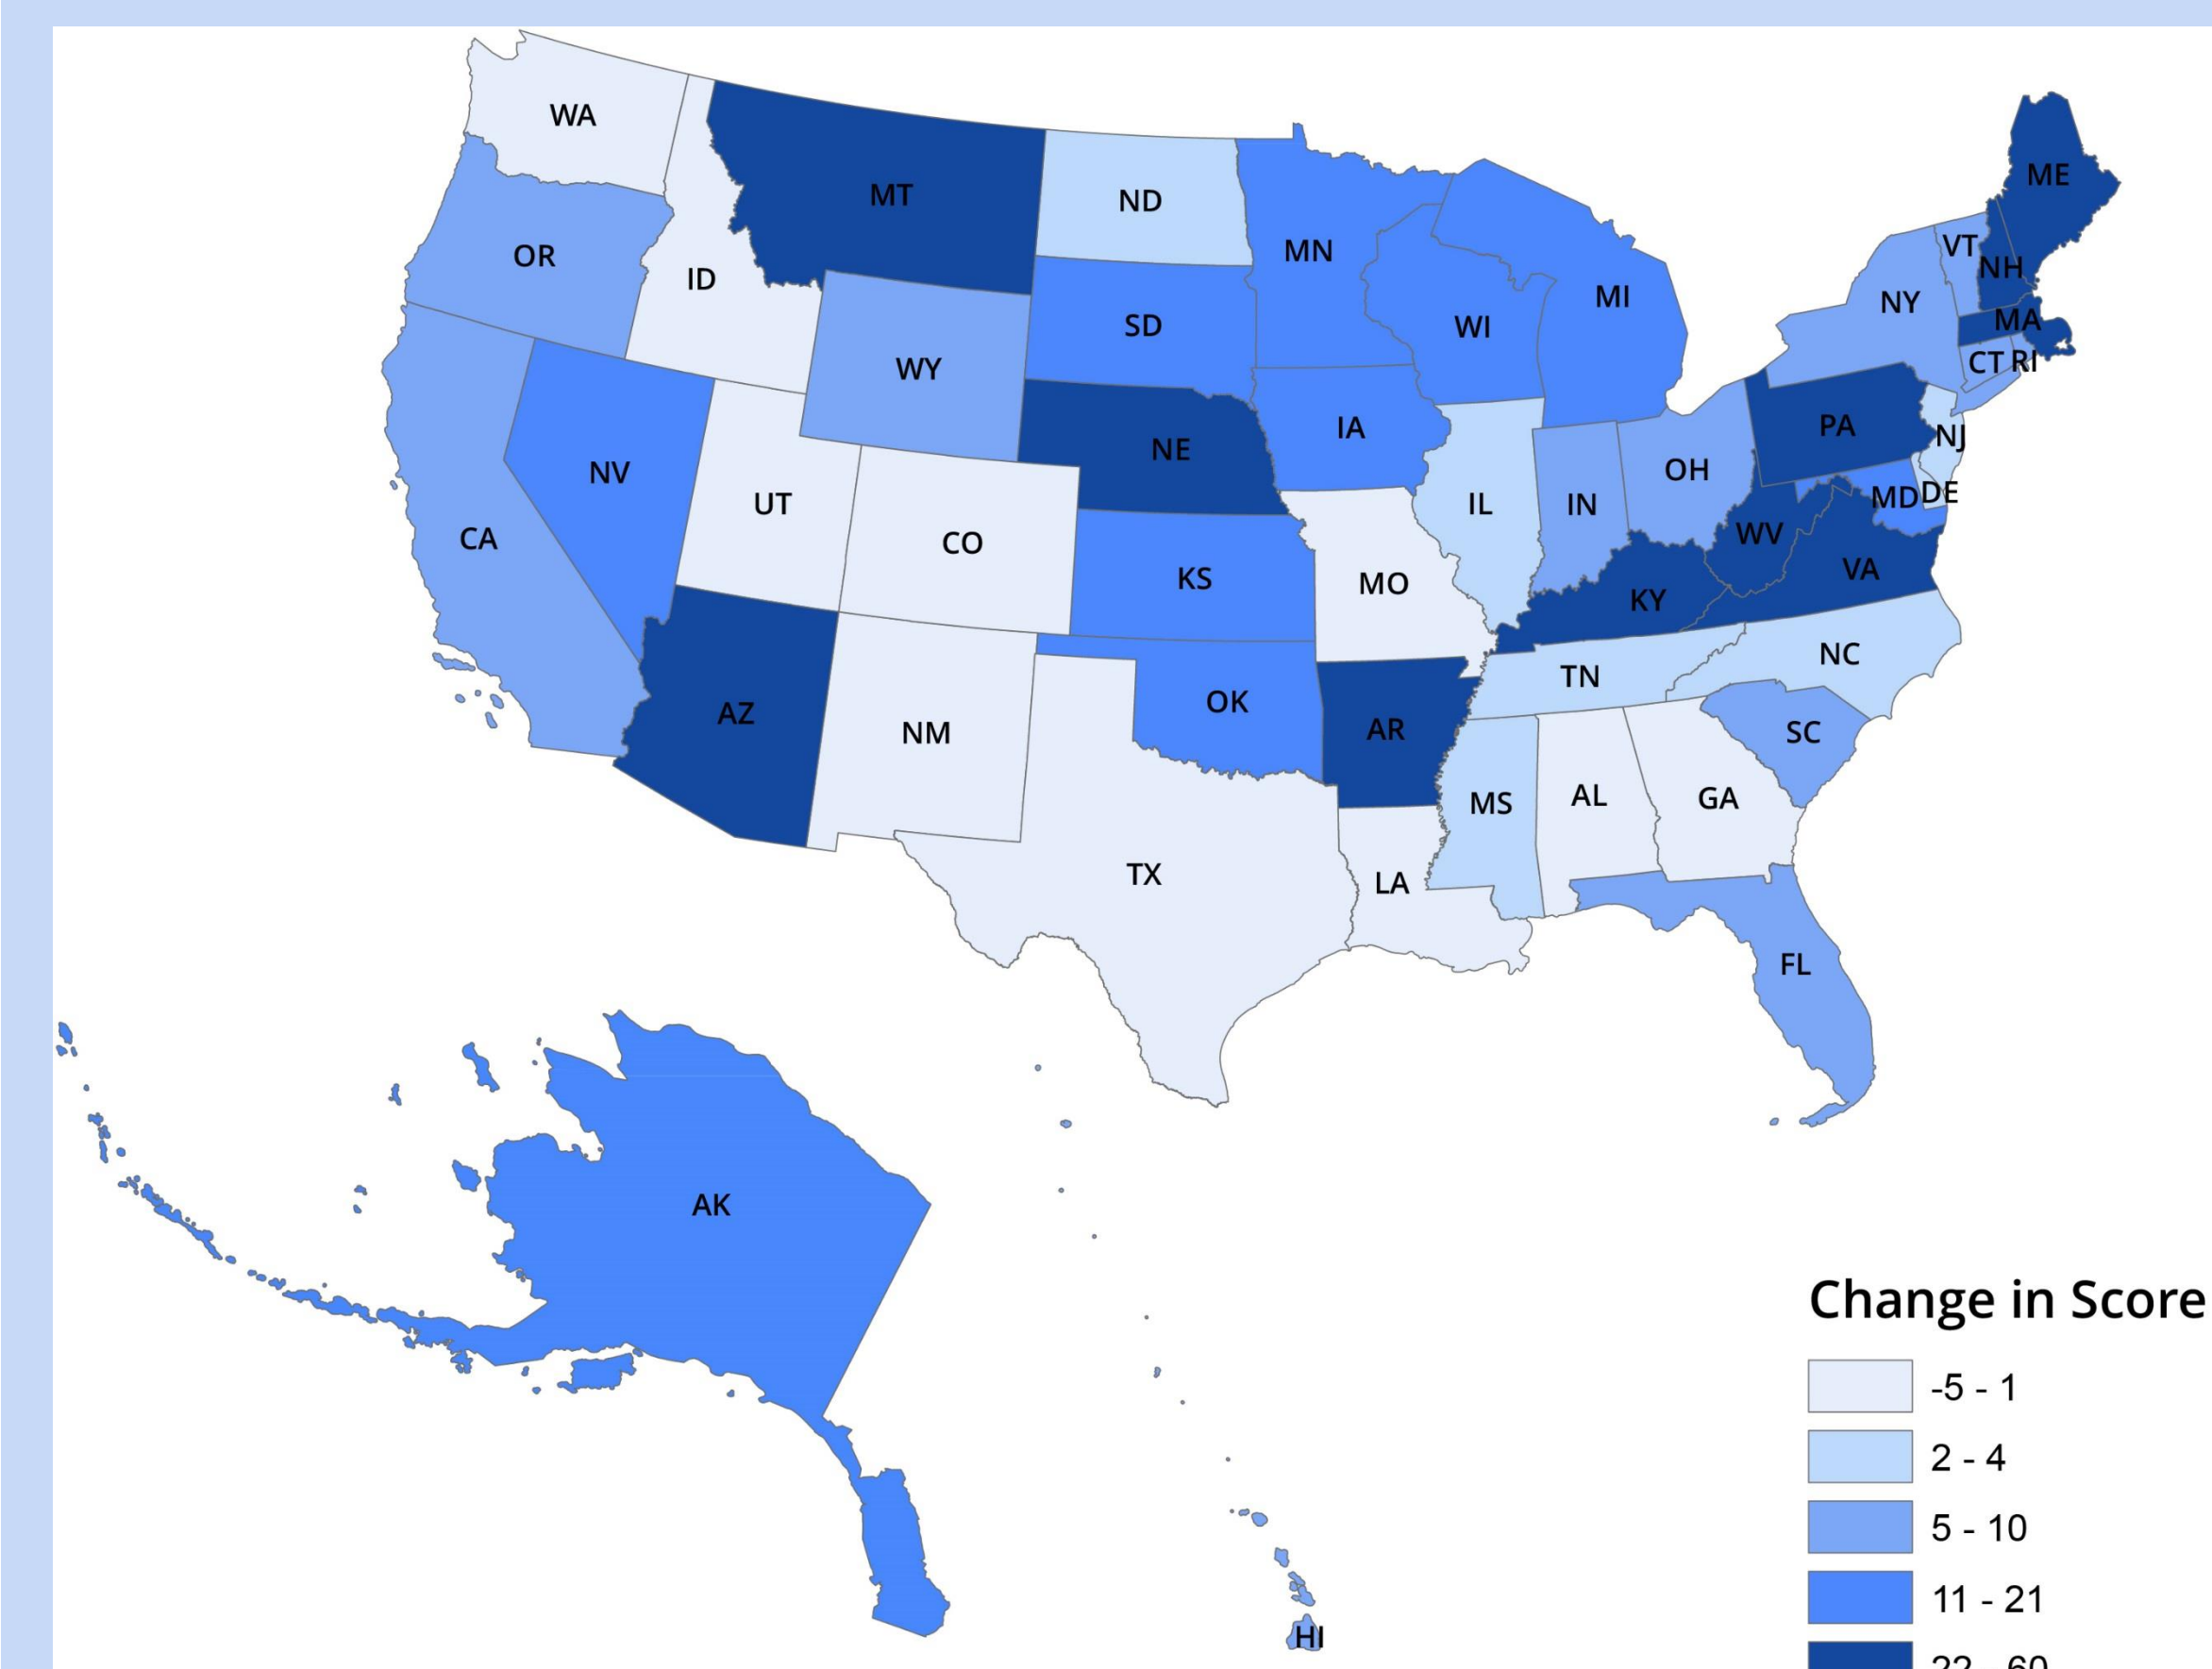 WA
MT
ND
ME
OR
ID
MN
VT
NH
MI
NY
SD
WI
MA
WY
CT RI
IA
PA
NE
NJ
NV
OH
UT
IL
IN
MD DE
CA
CO
WV
KS
MO
VA
KY
NC
TN
AZ
NM
OK
AR
SC
MS
AL
GA
TX
LA
FL
AK
HI
Change in Score
-5 - 1
2 - 4
5 - 10
11 - 21
22 - 60